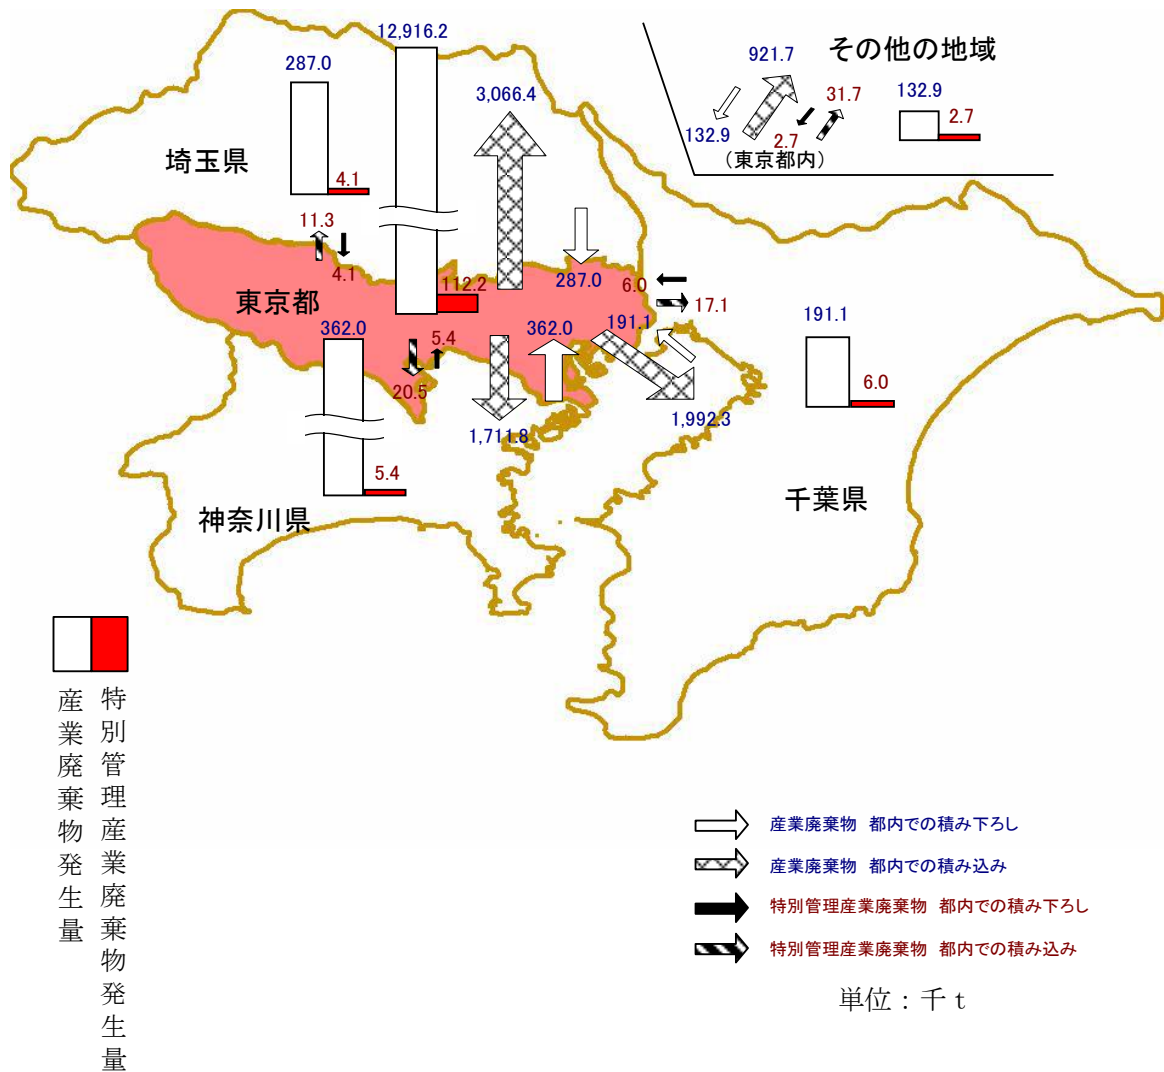 12,916.2
287.0
3,066.4
921.7
その他の地域
31.7
132.9
132.9
2.7
2.7
(東京都内)
埼玉県
4.1
11.3
4.1
東京都
112.2
287.0
6.0
17.1
362.0
5.4
362.0
191.1
191.1
20.5
6.0
1,711.8
1,992.3
5.4
神奈川県
千葉県
産業廃棄物発生量
特別管理産業廃棄物発生量
産業廃棄物 都内での積み下ろし
産業廃棄物 都内での積み込み
特別管理産業廃棄物 都内での積み下ろし
特別管理産業廃棄物 都内での積み込み
単位：千t